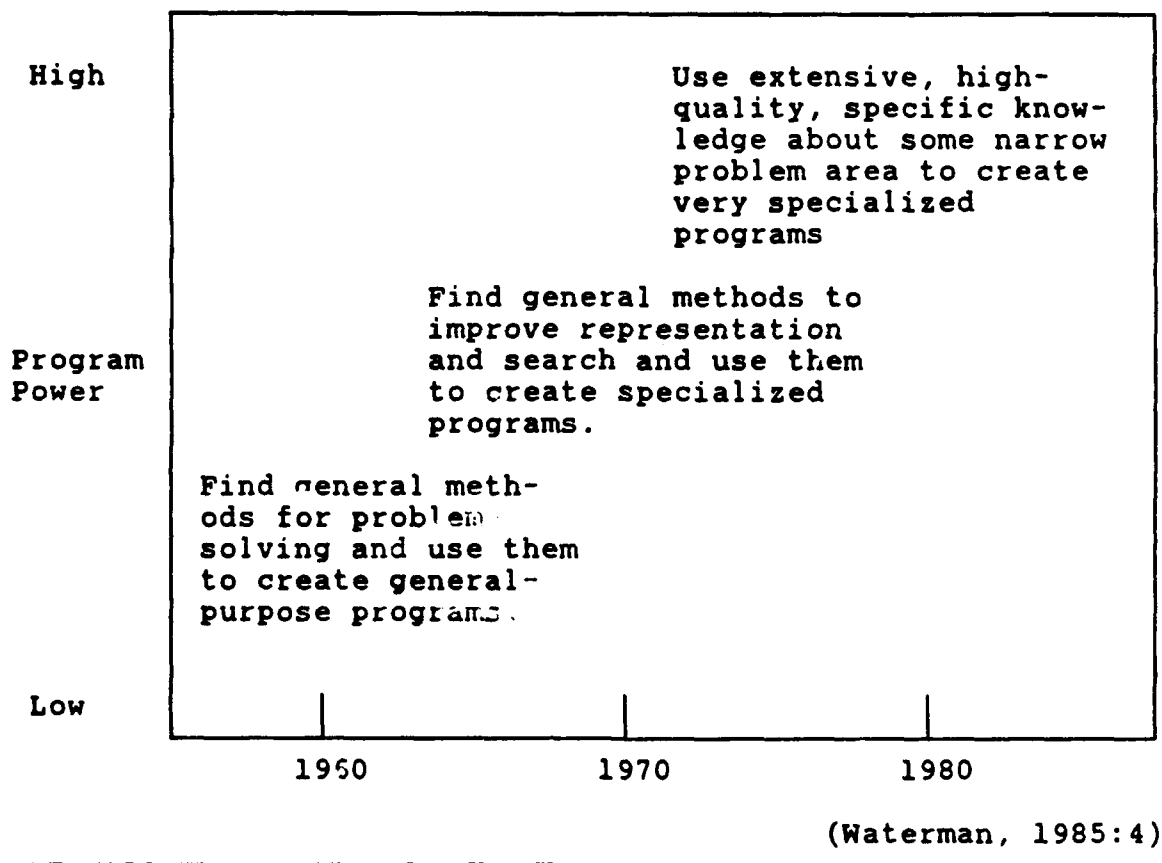 High
Use extensive, high-
quality, specific know-
ledge about some narrow
problem area to create
very specialized
programs
Find general methods to
improve representation
and search and use them
to create specialized
programs.
Program
Power
Find general meth-
ods for problem
solving and use them
to create general-
purpose programs.
Low
1960 1970 1980
(Waterman, 1985:4)